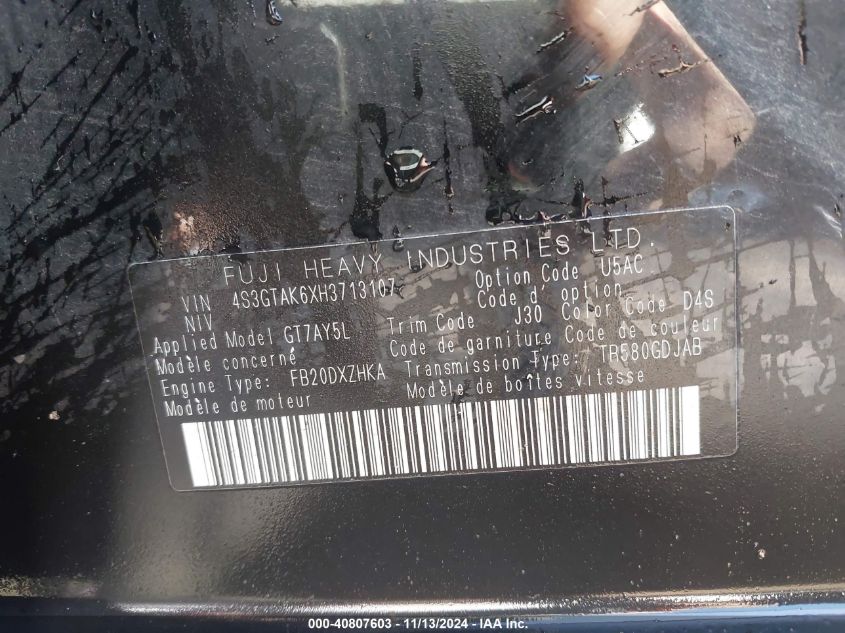 FUJI HEAVY INDUSTRIES LTD.
VIN 4S3GTAK6XH3713107 Option Code U5AC
NIV Code d' option
Applied Model GT7AY5L Trim Code J30 Color Code D4S
Modèle concerné Code de garniture Code de couleur
Engine Type: FB20DXZHKA Transmission Type: TR580GDJAB
Modèle de moteur Modèle de boîtes vitesse
000-40807603 - 11/13/2024 - IAA Inc.